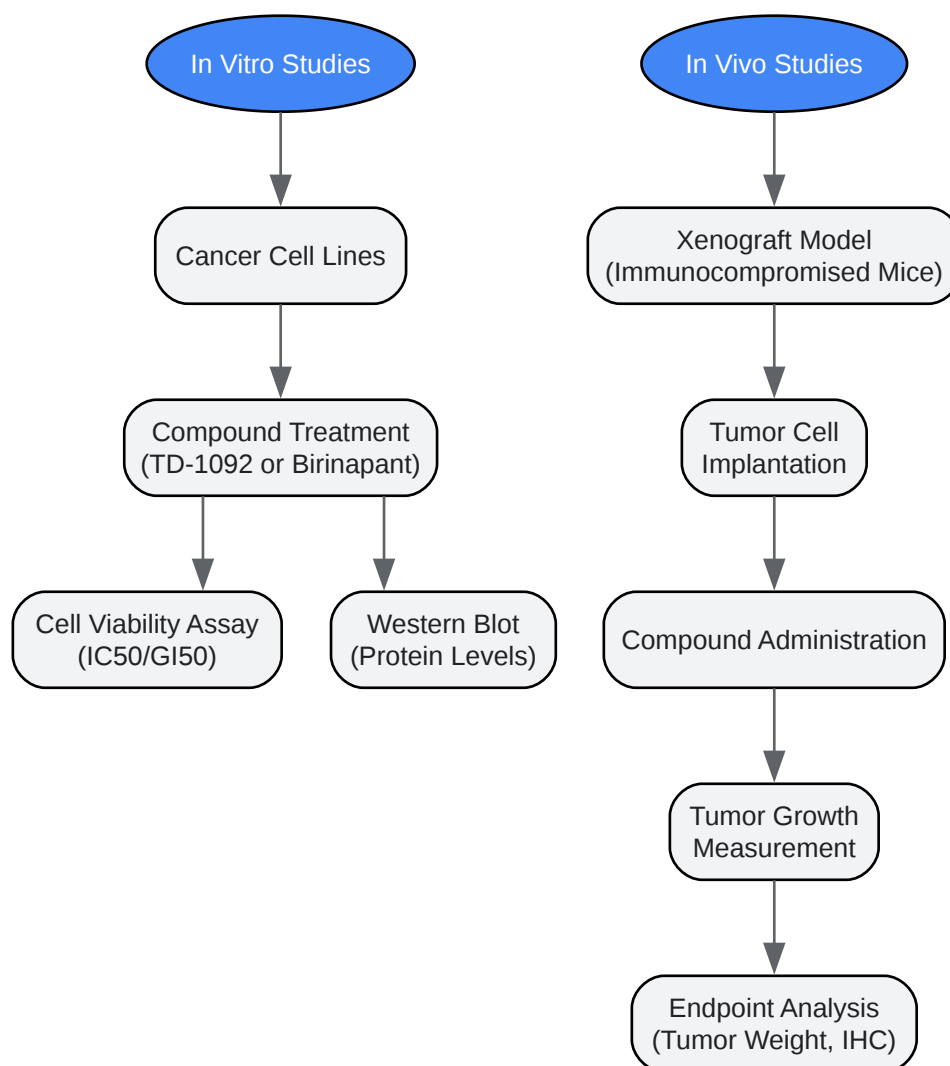 In Vitro Studies
Cancer Cell Lines
Compound Treatment
(TD-1092 or Birinapant)
Cell Viability Assay
(IC50/GI50)
Western Blot
(Protein Levels)
In Vivo Studies
Xenograft Model
(Immunocompromised Mice)
Tumor Cell
Implantation
Compound Administration
Tumor Growth
Measurement
Endpoint Analysis
(Tumor Weight, IHC)